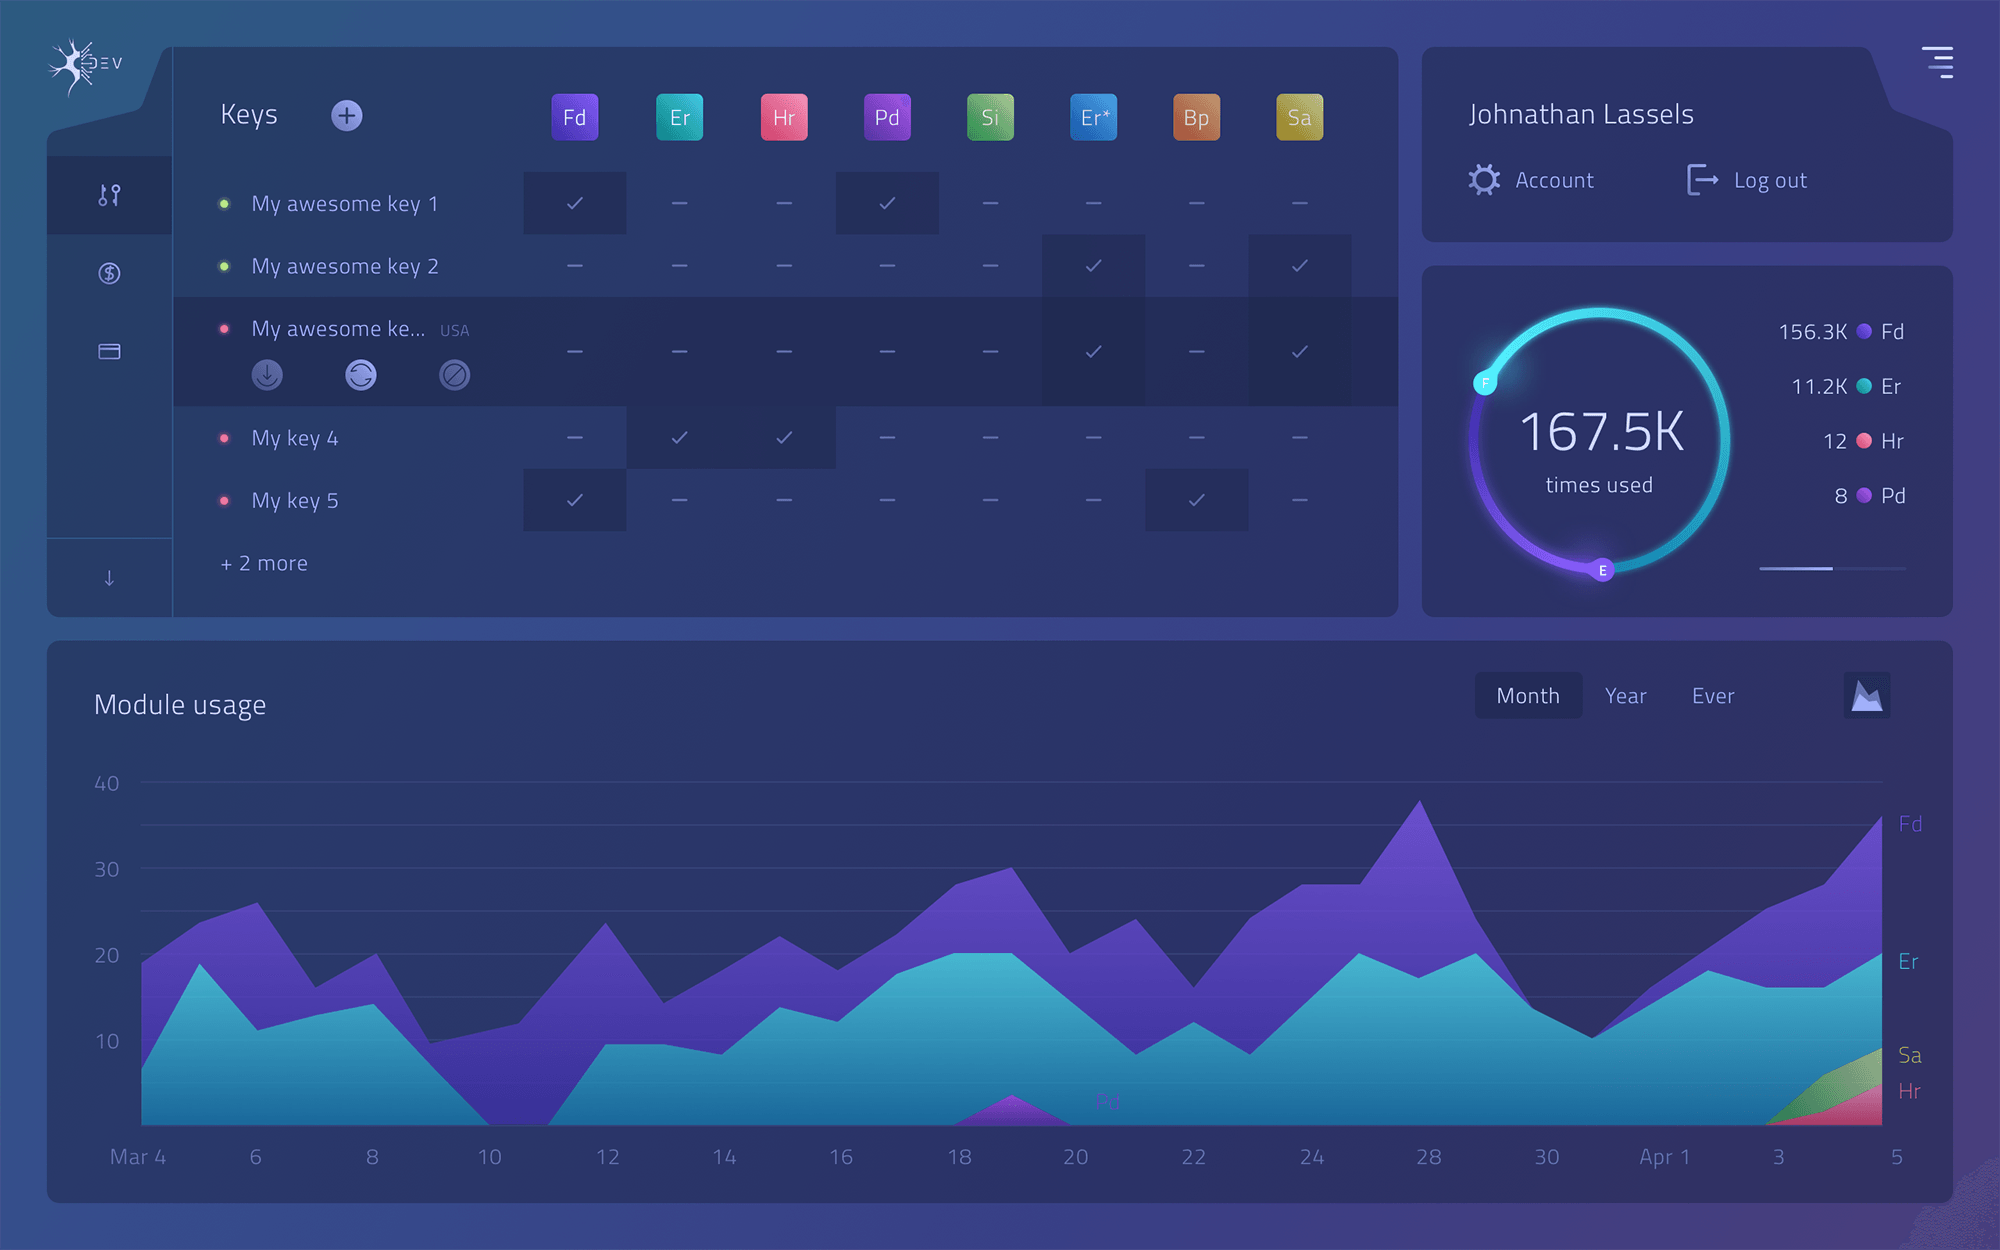 DEV
Keys
Fd Er Hr Pd Si Er* Bp Sa
My awesome key 1
My awesome key 2
My awesome ke... USA
My key 4
My key 5
+ 2 more
Johnathan Lassels
Account Log out
F
E
167.5K
times used
156.3K Fd
11.2K Er
12 Hr
8 Pd
Module usage
Month Year Ever
40
30
20
10
Fd
Er
Sa
Hr
Pd
Mar 4 6 8 10 12 14 16 18 20 22 24 28 30 Apr 1 3 5